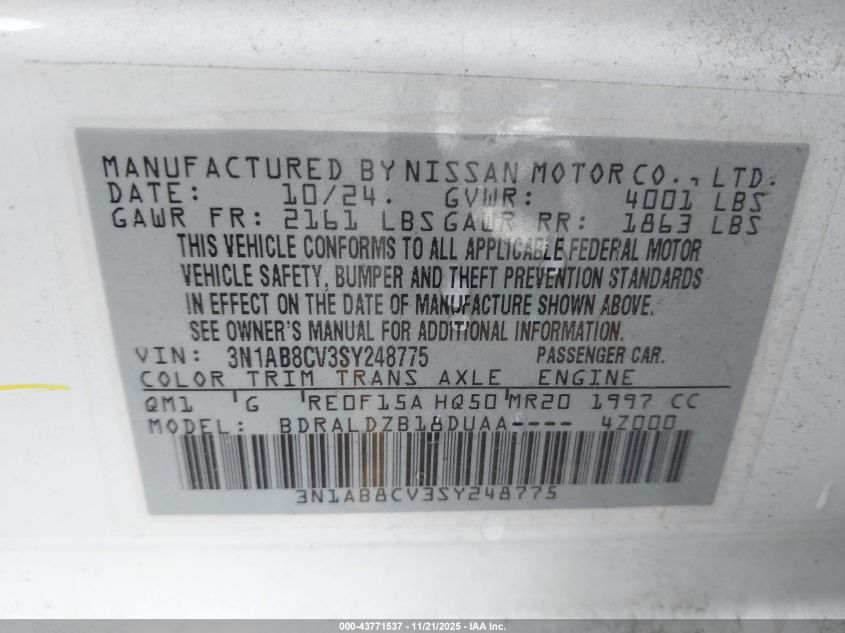 MANUFACTURED BY NISSAN MOTOR CO., LTD.
DATE: 10/24. GVWR: 4001 LBS
GAWR FR: 2161 LBS GAWR RR: 1863 LBS
THIS VEHICLE CONFORMS TO ALL APPLICABLE FEDERAL MOTOR
VEHICLE SAFETY, BUMPER AND THEFT PREVENTION STANDARDS
IN EFFECT ON THE DATE OF MANUFACTURE SHOWN ABOVE.
SEE OWNER'S MANUAL FOR ADDITIONAL INFORMATION.
VIN: 3N1AB8CV3SY248775 PASSENGER CAR.
COLOR TRIM TRANS AXLE ENGINE
QM1 G RE0F15A HQ50 MR20 1997 CC
MODEL: BDRALDZB18DUAA---- 4Z000
3N1AB8CV3SY248775
000-43771537 - 11/21/2025 - IAA Inc.